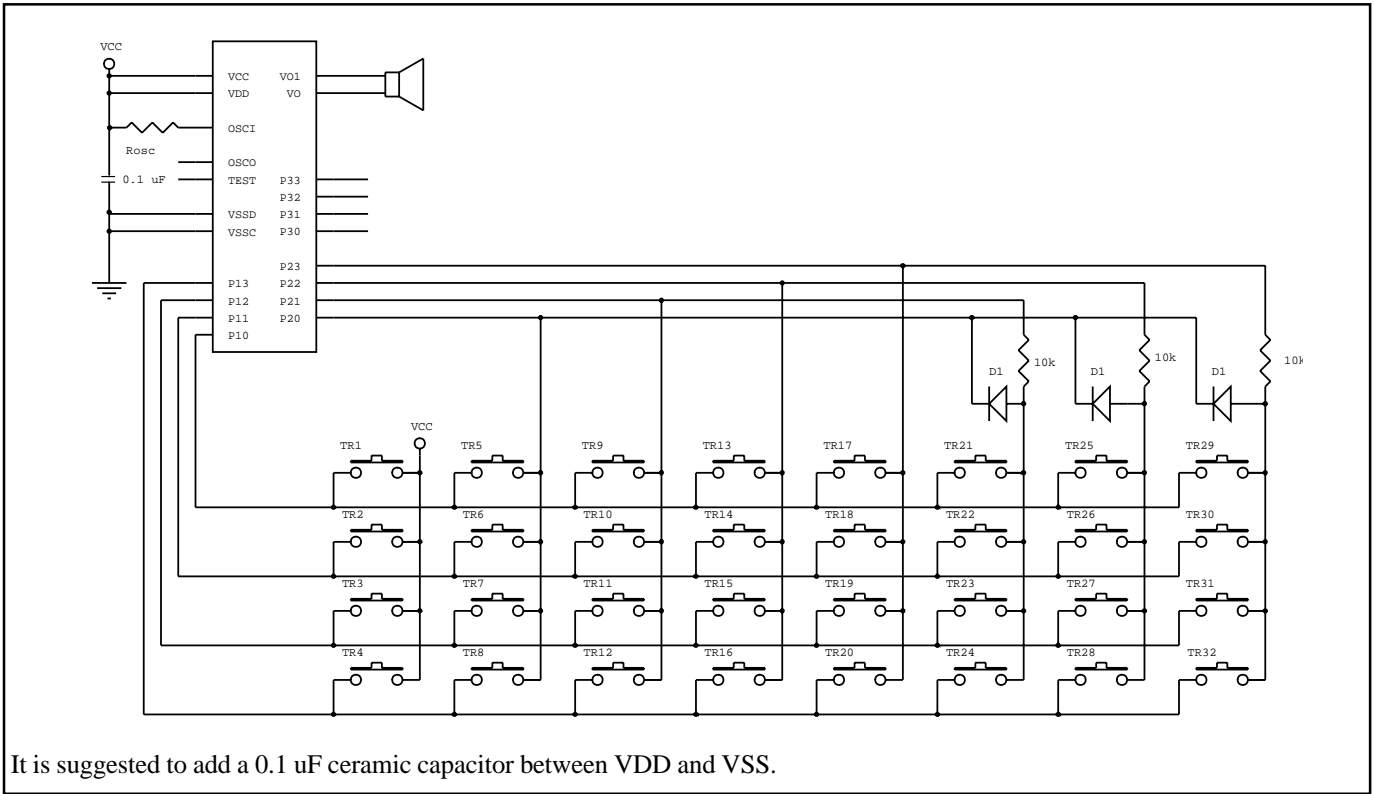 VCC
VCC VO1
VDD VO
OSCI
Rosc
OSCO
0.1 uF TEST P33
P32
VSSD P31
VSSC P30
P23
P13 P22
P12 P21
P11 P20
P10
10k 10k 10k
D1 D1 D1
VCC
TR1 TR5 TR9 TR13 TR17 TR21 TR25 TR29
TR2 TR6 TR10 TR14 TR18 TR22 TR26 TR30
TR3 TR7 TR11 TR15 TR19 TR23 TR27 TR31
TR4 TR8 TR12 TR16 TR20 TR24 TR28 TR32
It is suggested to add a 0.1 uF ceramic capacitor between VDD and VSS.